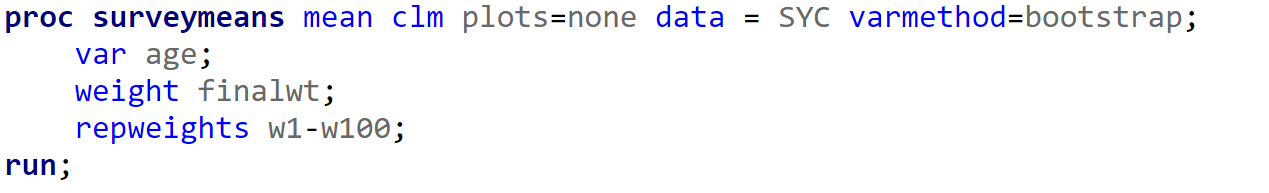 proc surveymeans mean clm plots=none data = SYC varmethod=bootstrap;
var age;
weight finalwt;
repweights w1-w100;
run;